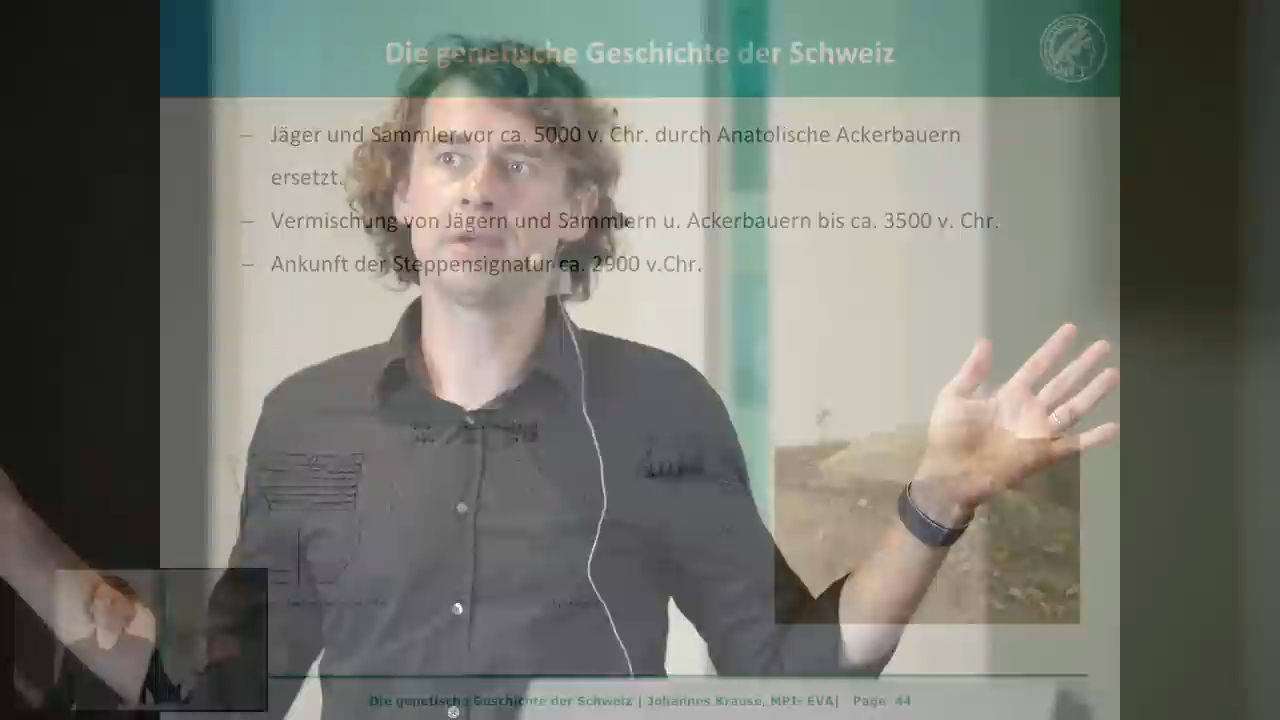 Die genetische Geschichte der Schweiz
– Jäger und Sammler vor ca. 5000 v. Chr. durch Anatolische Ackerbauern
ersetzt.
– Vermischung von Jägern und Sammlern u. Ackerbauern bis ca. 3500 v. Chr.
– Ankunft der Steppensignatur ca. 2900 v.Chr.
Die genetische Geschichte der Schweiz | Johannes Krause, MPI- EVA| Page 44